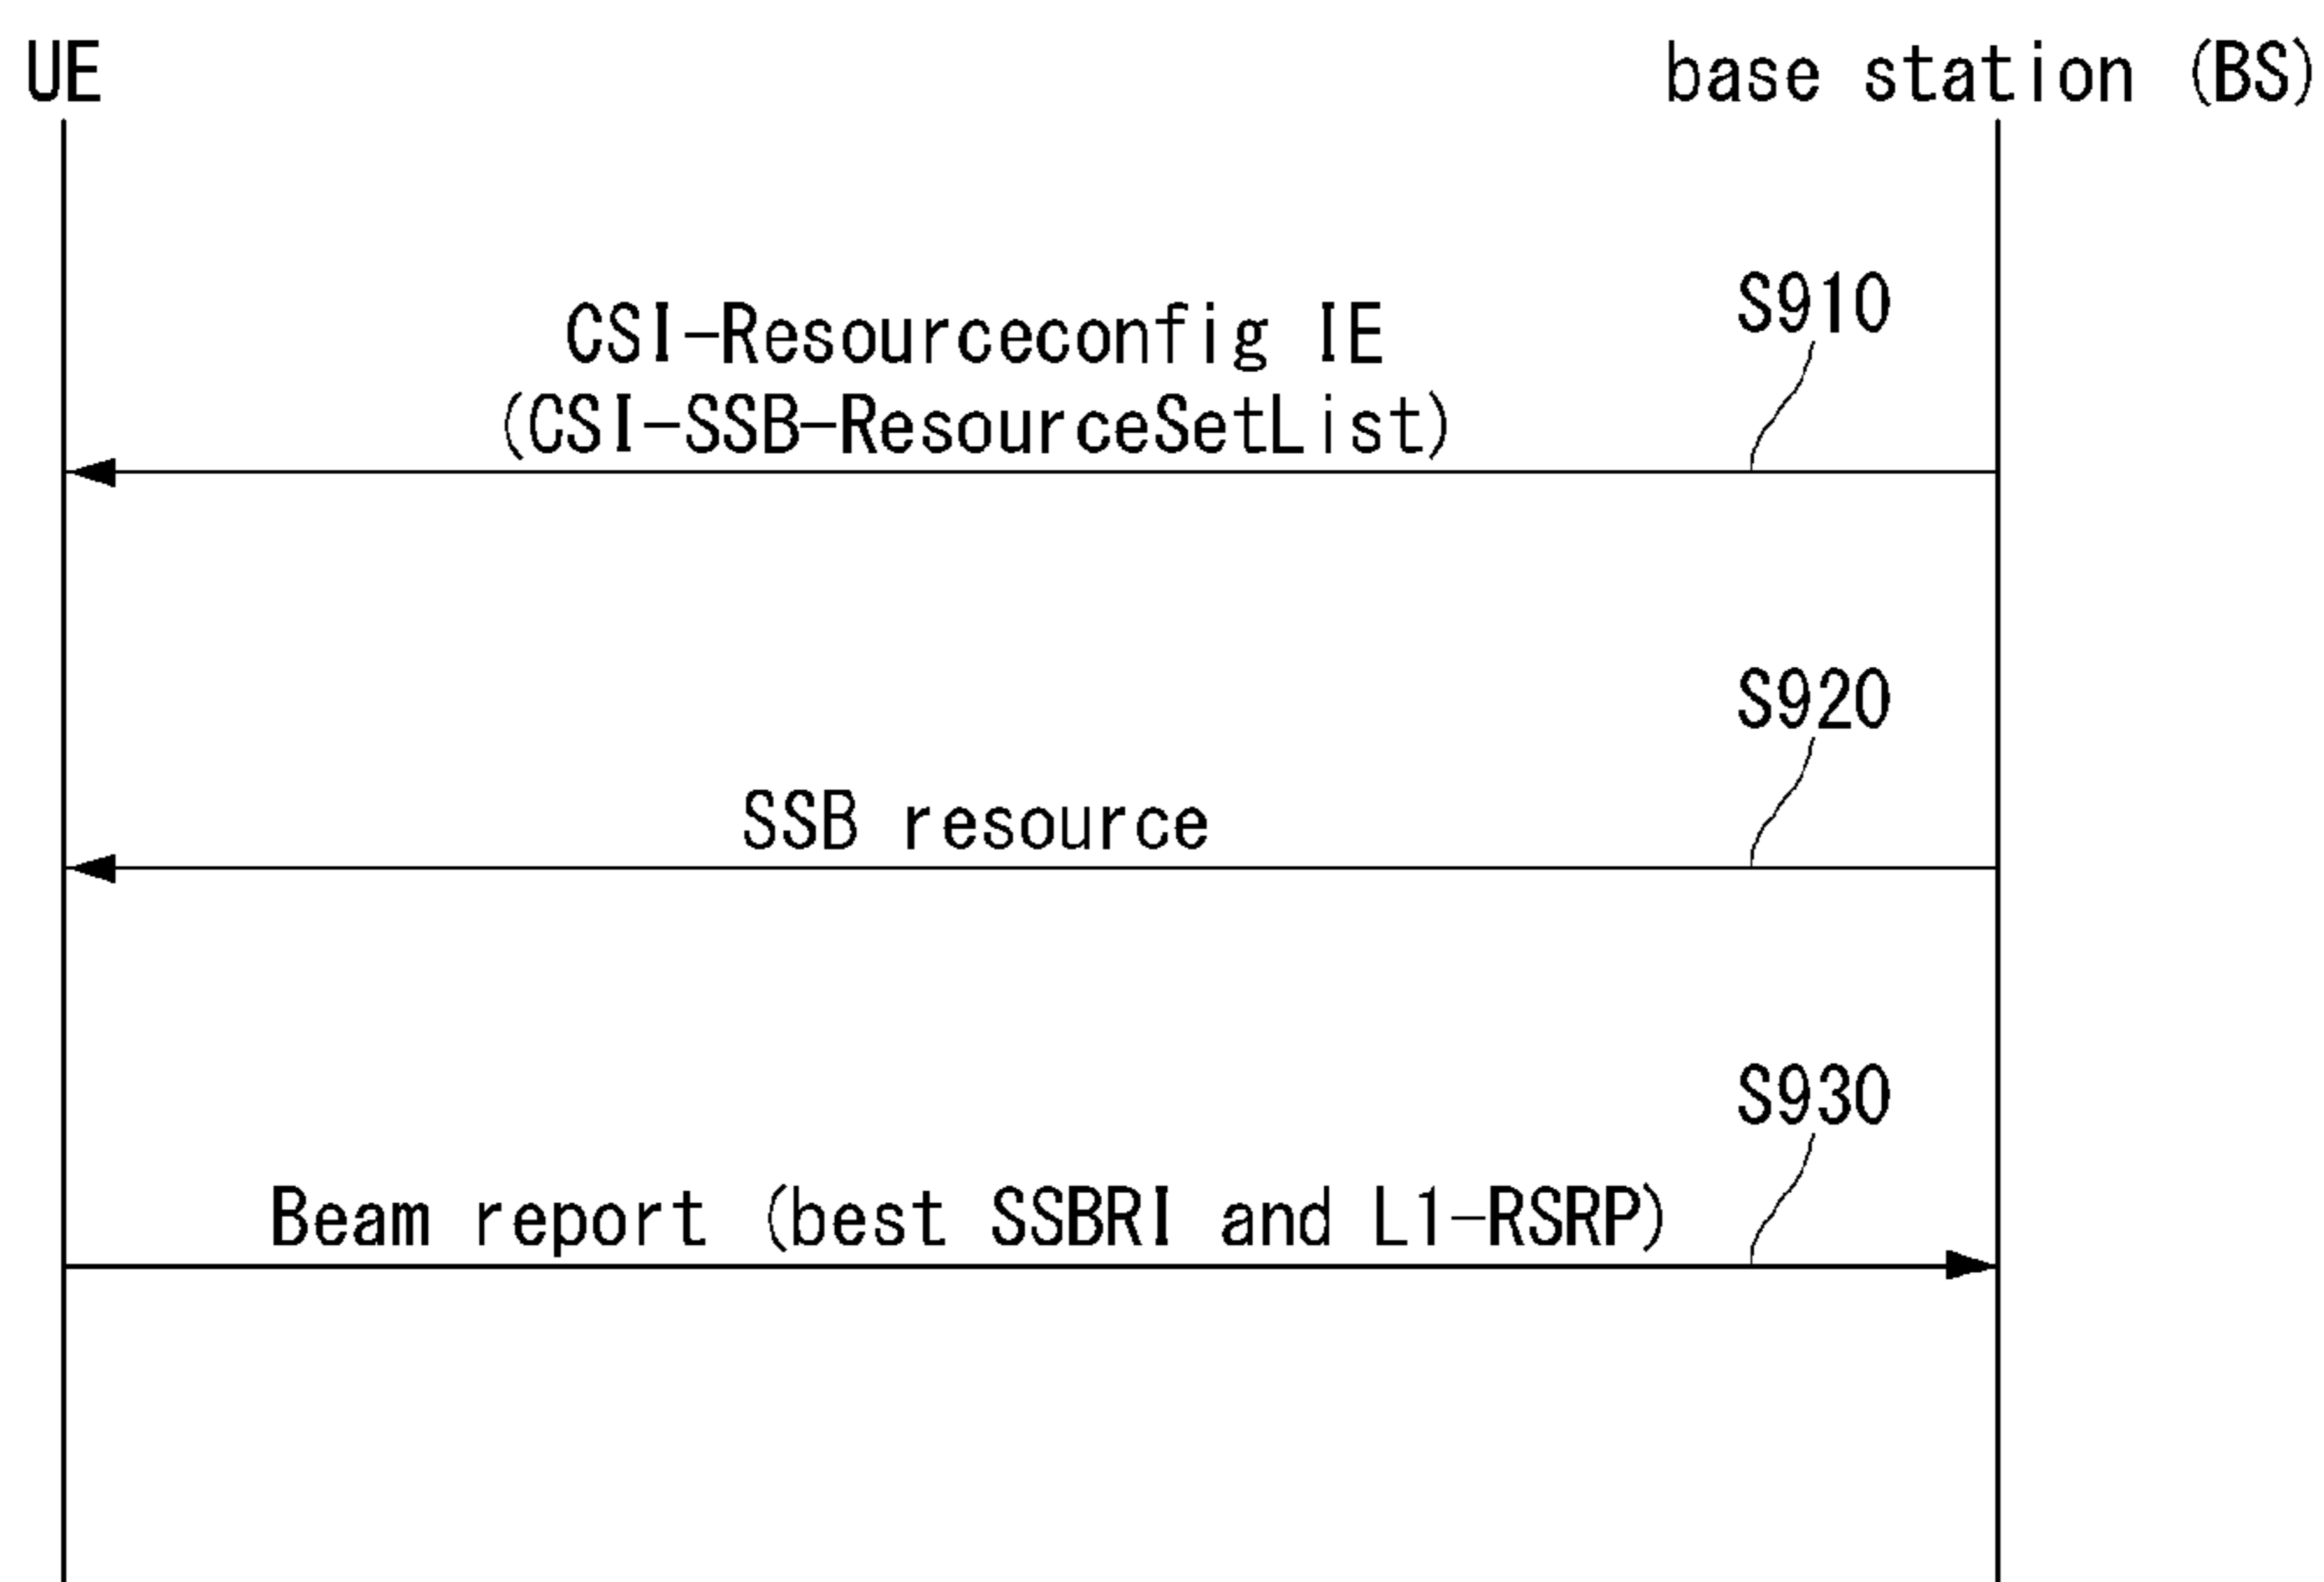 UE
base station (BS)
S910
CSI-Resourceconfig IE
(CSI-SSB-ResourceSetList)
S920
SSB resource
S930
Beam report (best SSBRI and L1-RSRP)